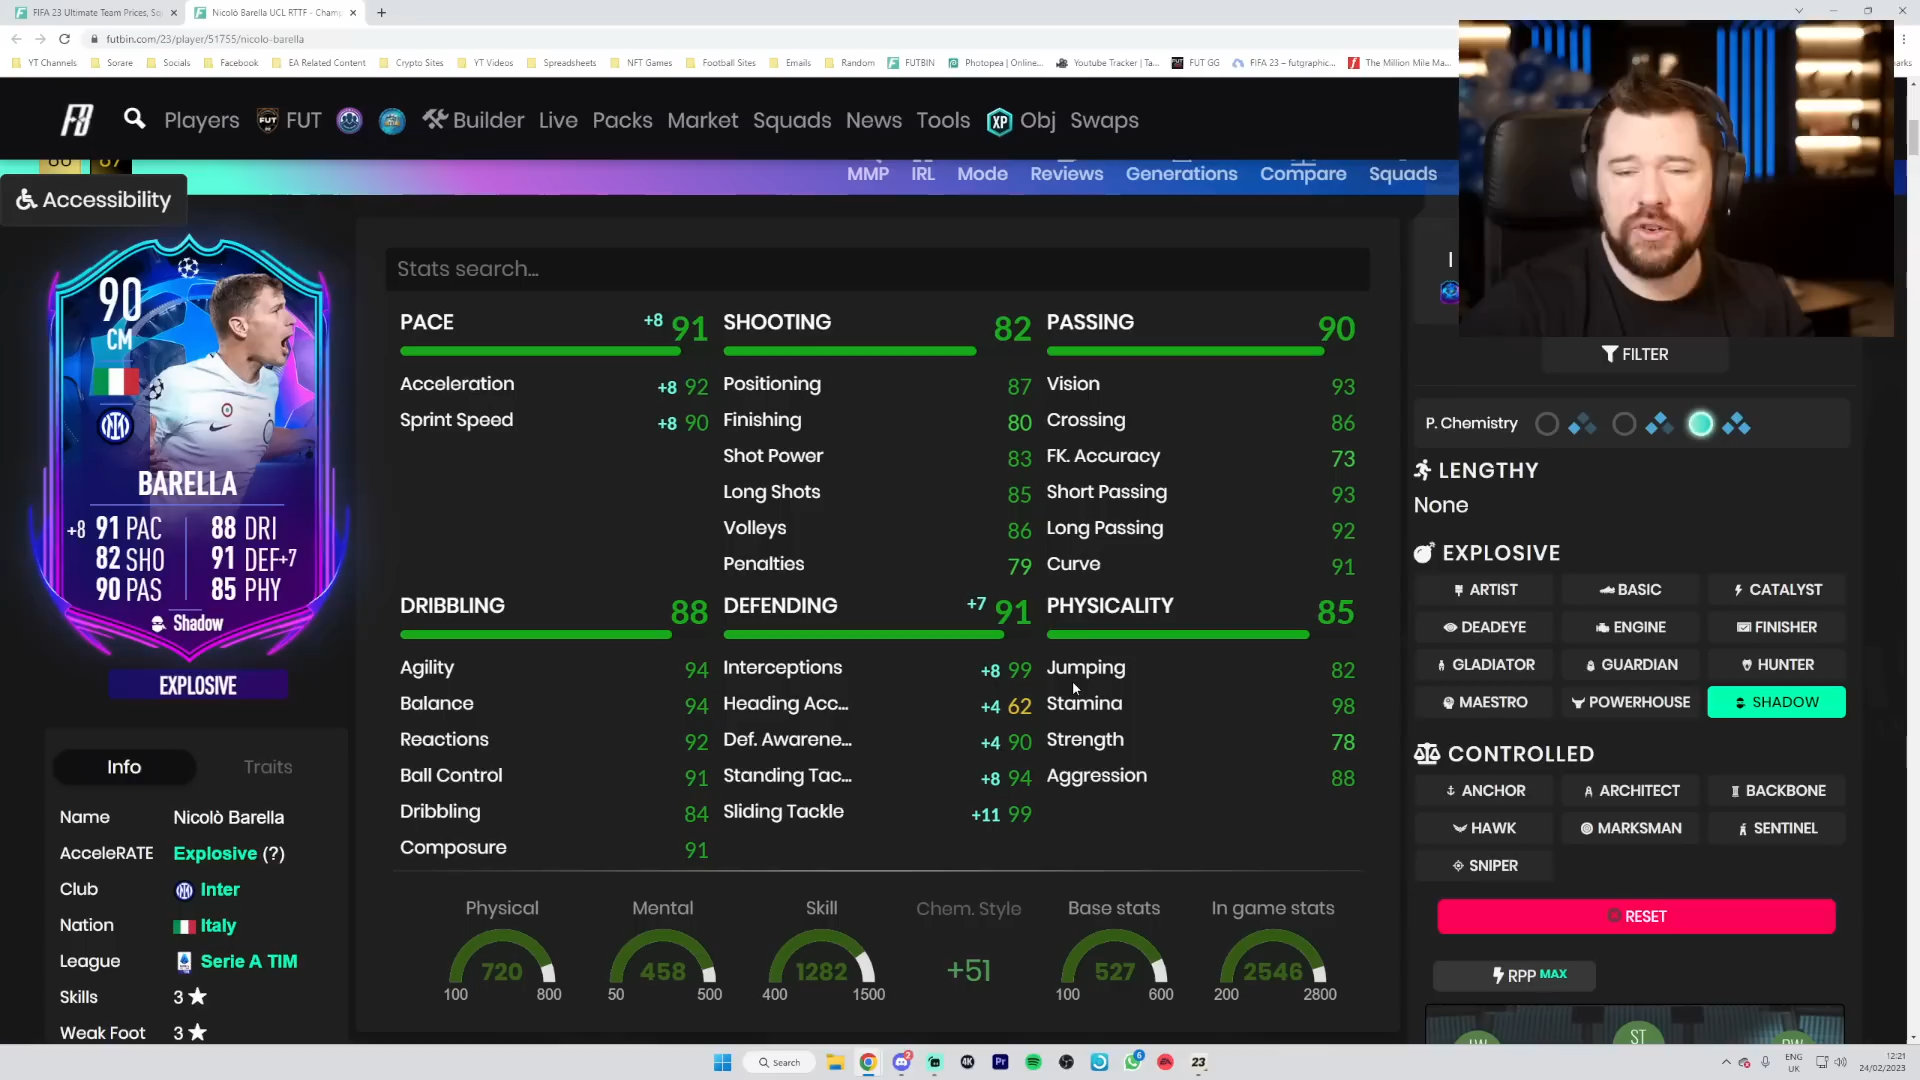 FIFA 23 Ultimate Team Prices, Sq
Nicolò Barella UCL RTTF - Champ
futbin.com/23/player/51755/nicolo-barella
YT Channels Sorare Socials Facebook EA Related Content Crypto Sites YT Videos Spreadsheets NFT Games Football Sites Emails Random FUTBIN Photopea | Online... Youtube Tracker | Ta... FUT GG FIFA 23 – futgraphic... The Million Mile Ma...
Players FUT Builder Live Packs Market Squads News Tools XP Obj Swaps
MMP IRL Mode Reviews Generations Compare Squads
Accessibility
90
CM
BARELLA
+8 91 PAC 88 DRI
82 SHO 91 DEF+7
90 PAS 85 PHY
Shadow
EXPLOSIVE
Info Traits
Name Nicolò Barella
AcceleRATE Explosive (?)
Club Inter
Nation Italy
League Serie A TIM
Skills 3
Weak Foot 3
Stats search...
PACE +8 91
Acceleration +8 92
Sprint Speed +8 90
SHOOTING 82
Positioning 87
Finishing 80
Shot Power 83
Long Shots 85
Volleys 86
Penalties 79
PASSING 90
Vision 93
Crossing 86
FK. Accuracy 73
Short Passing 93
Long Passing 92
Curve 91
DRIBBLING 88
Agility 94
Balance 94
Reactions 92
Ball Control 91
Dribbling 84
Composure 91
DEFENDING +7 91
Interceptions +8 99
Heading Acc... +4 62
Def. Awarene... +4 90
Standing Tac... +8 94
Sliding Tackle +11 99
PHYSICALITY 85
Jumping 82
Stamina 98
Strength 78
Aggression 88
Physical Mental Skill Chem. Style Base stats In game stats
720 458 1282 +51 527 2546
100 800 50 500 400 1500 100 600 200 2800
FILTER
P. Chemistry
LENGTHY
None
EXPLOSIVE
ARTIST BASIC CATALYST
DEADEYE ENGINE FINISHER
GLADIATOR GUARDIAN HUNTER
MAESTRO POWERHOUSE SHADOW
CONTROLLED
ANCHOR ARCHITECT BACKBONE
HAWK MARKSMAN SENTINEL
SNIPER
RESET
RPP MAX
ST
Search
4K
Pr
23
ENG
UK
12:21
24/02/2023